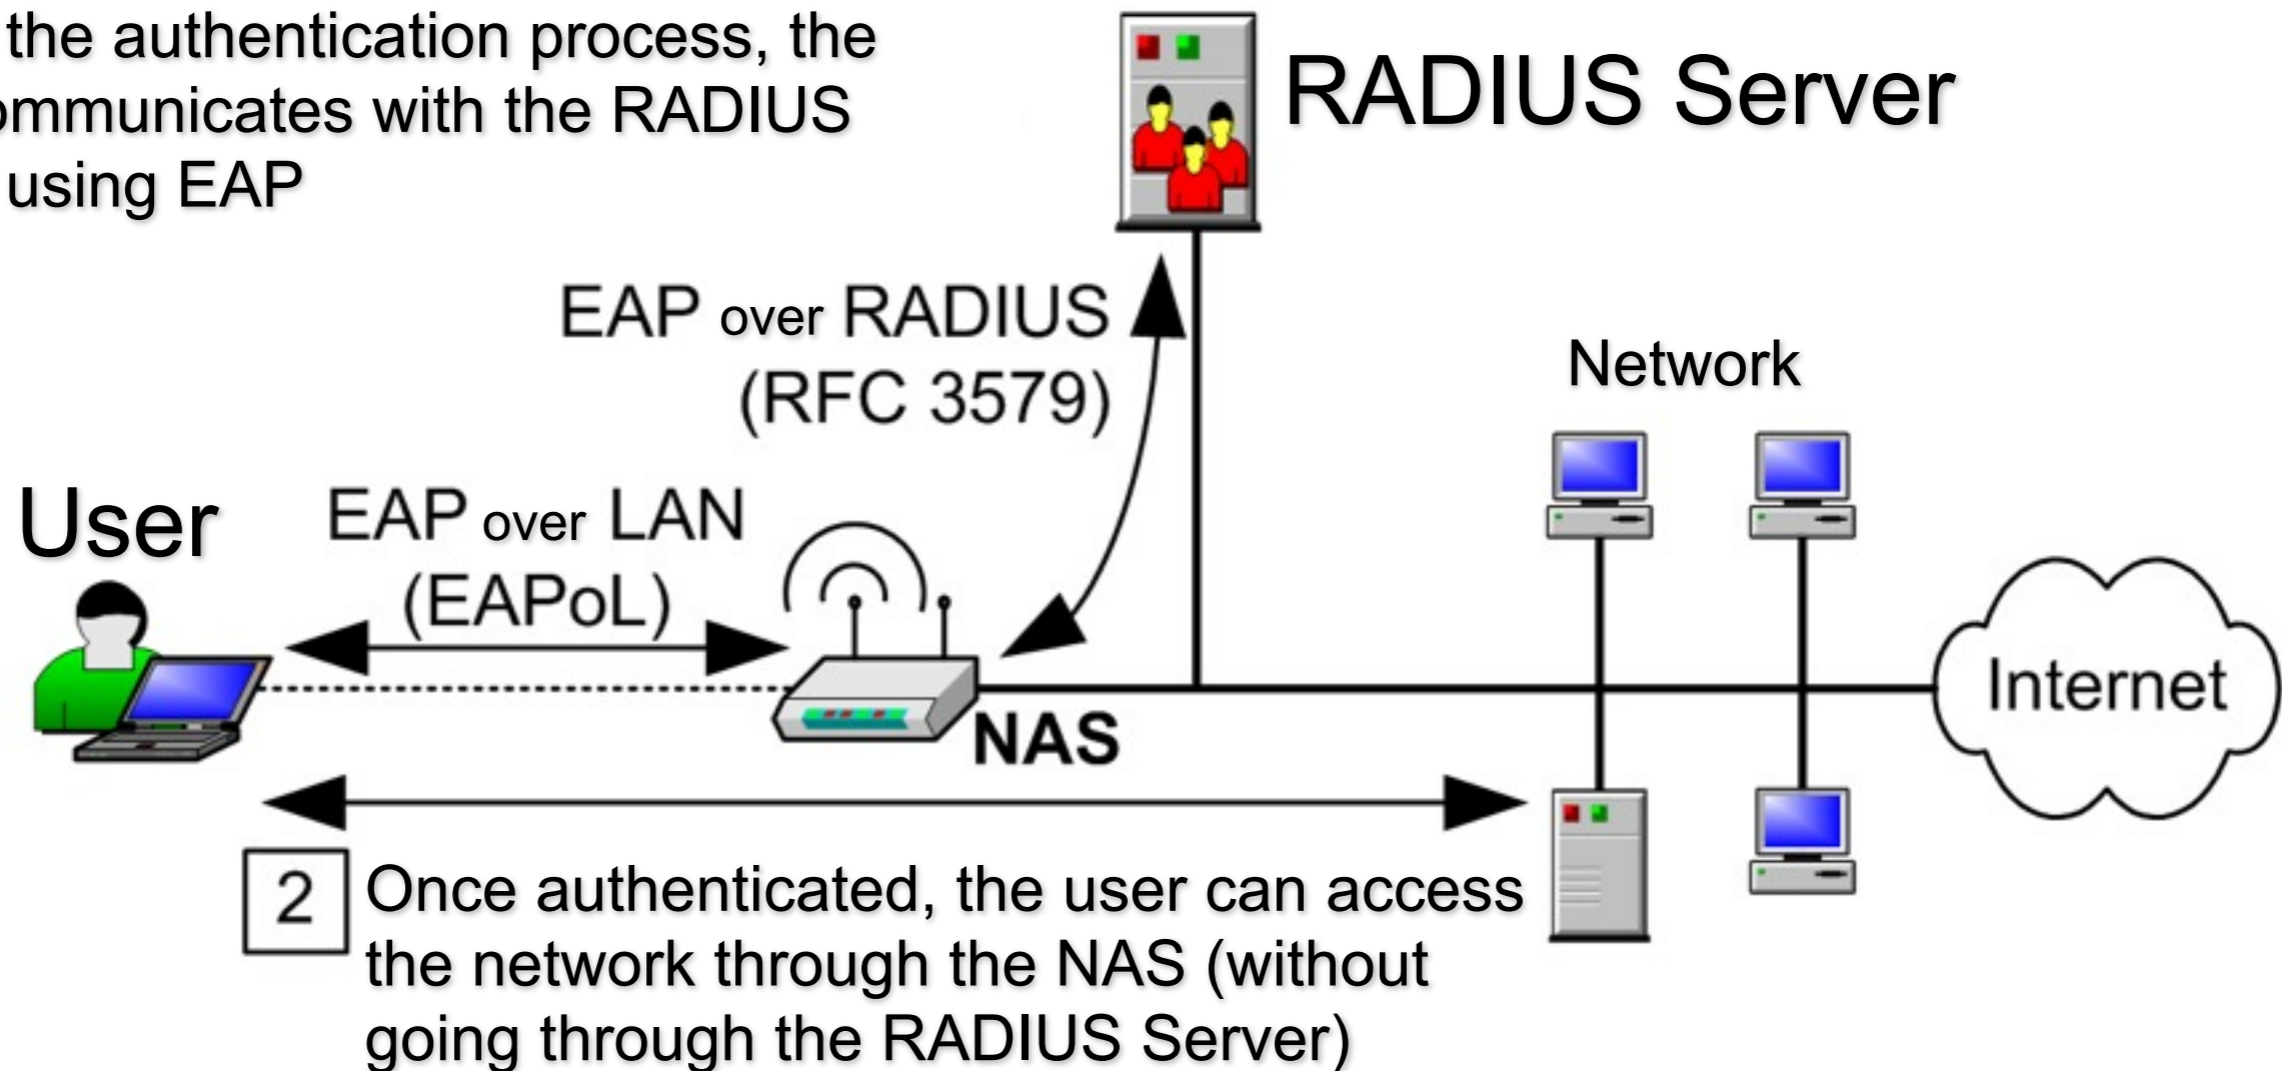 the authentication process, the
ommunicates with the RADIUS
using EAP
RADIUS Server
EAP over RADIUS
(RFC 3579)
Network
User
EAP over LAN
(EAPoL)
Internet
NAS
2
Once authenticated, the user can access
the network through the NAS (without
going through the RADIUS Server)